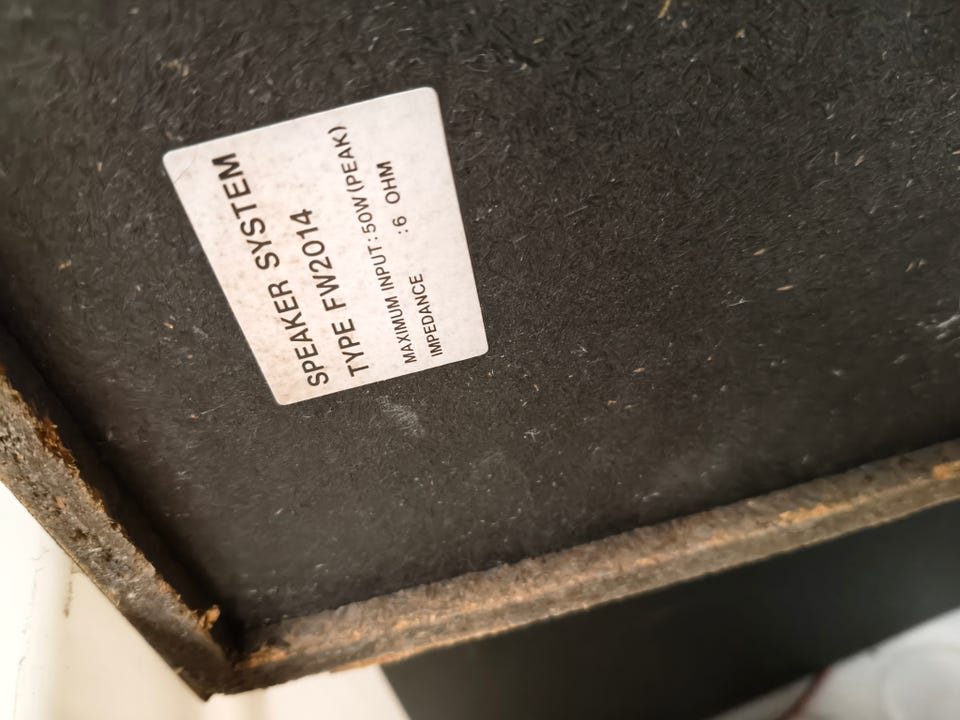 SPEAKER SYSTEM
TYPE FW2014
MAXIMUM INPUT: 50W (PEAK)
IMPEDANCE :6 OHM